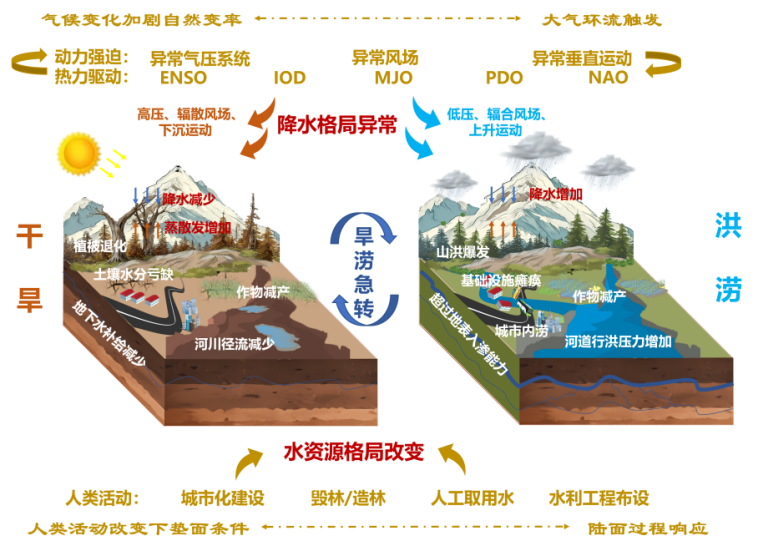 气候变化加剧自然变率
大气环流触发
动力强迫： 异常气压系统 异常风场 异常垂直运动
热力驱动： ENSO IOD MJO PDO NAO
高压、辐散风场、
下沉运动
降水格局异常
低压、辐合风场、
上升运动
干旱
降水减少
蒸散发增加
植被退化
土壤水分亏缺
作物减产
地下水补给减少
河川径流减少
旱涝急转
洪涝
降水增加
山洪爆发
基础设施瘫痪
作物减产
超过地表入渗能力
城市内涝
河道行洪压力增加
水资源格局改变
人类活动： 城市化建设 毁林/造林 人工取用水 水利工程布设
人类活动改变下垫面条件
陆面过程响应